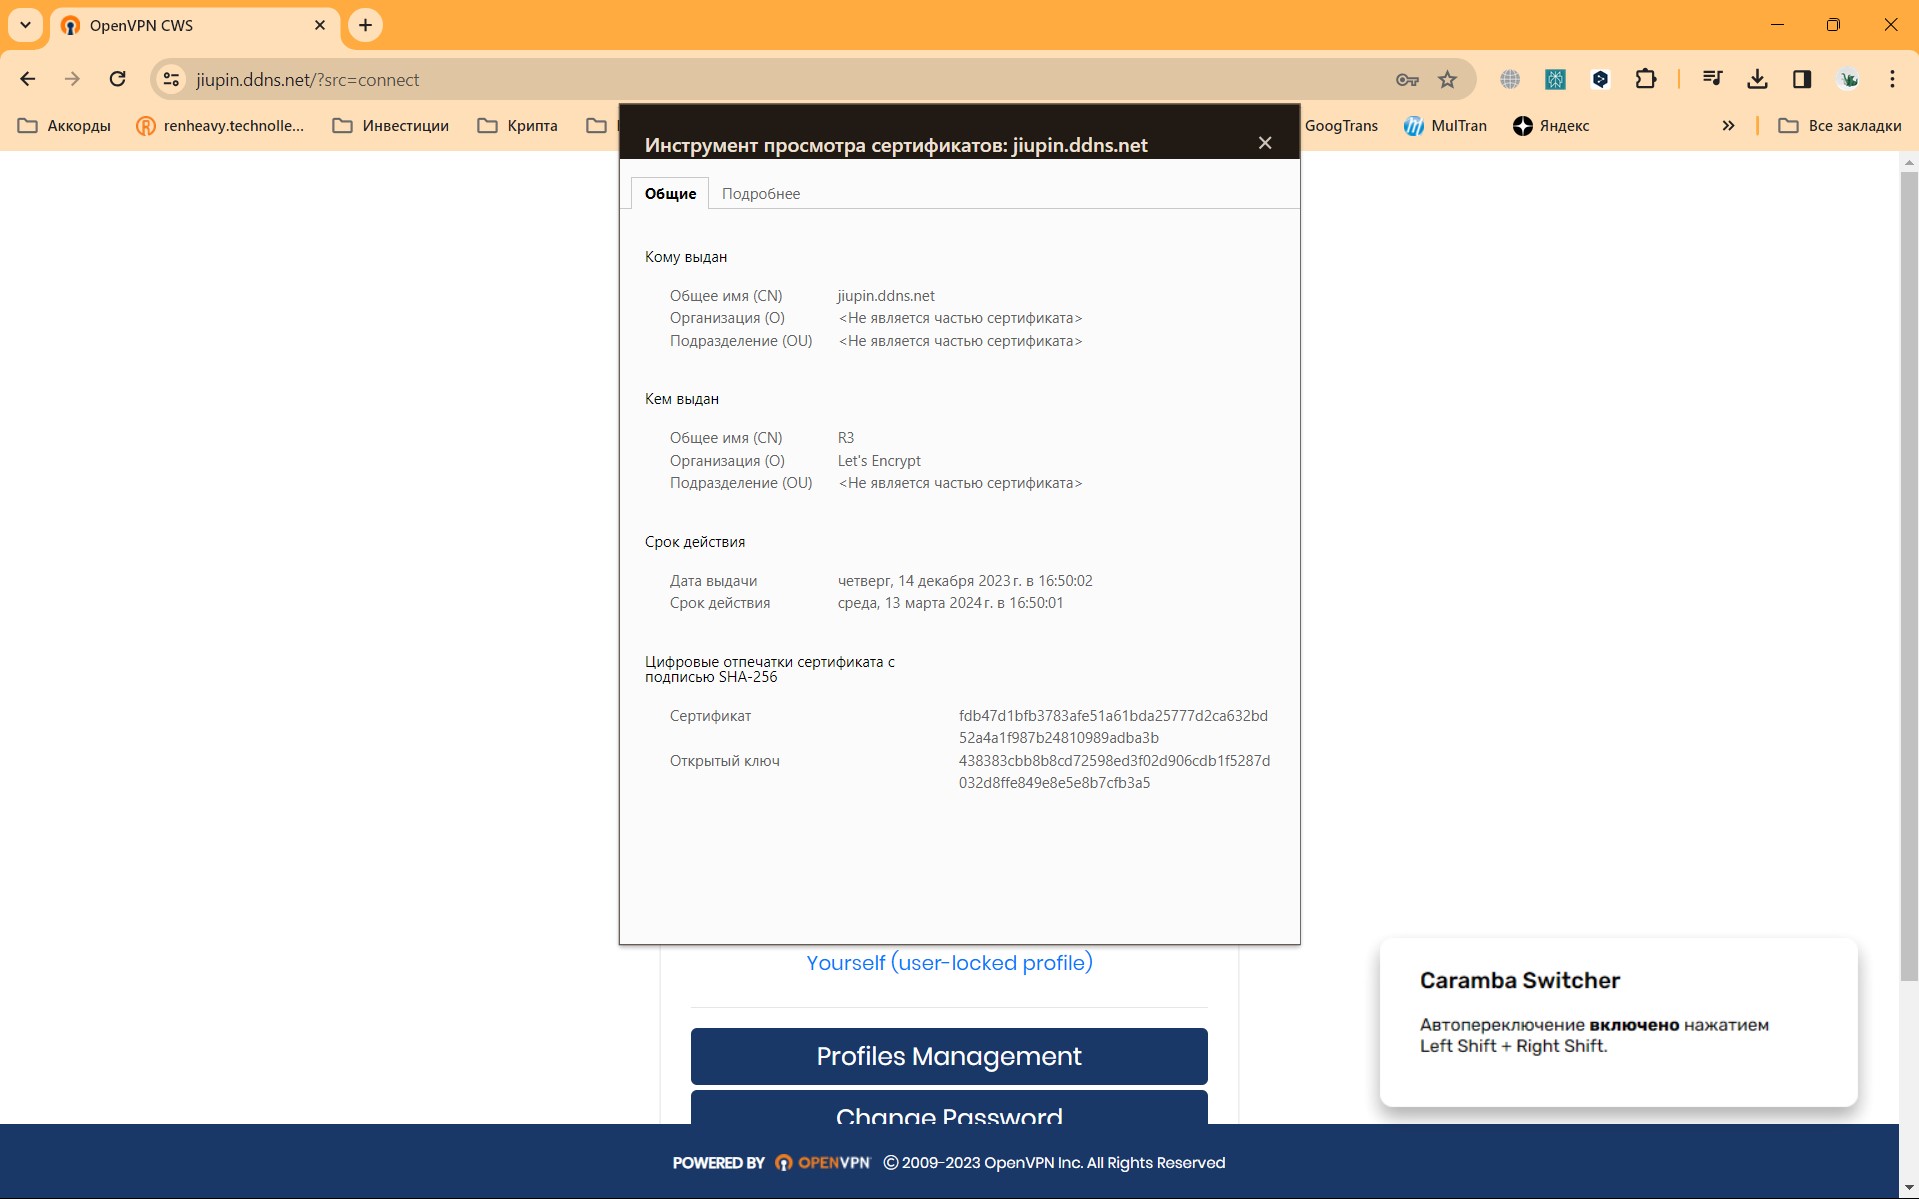 OpenVPN CWS
jiupin.ddns.net/?src=connect
Аккорды
renheavy.technolle...
Инвестиции
Крипта
GoogTrans
MulTran
Яндекс
Все закладки
Инструмент просмотра сертификатов: jiupin.ddns.net
Общие
Подробнее
Кому выдан
Общее имя (CN) jiupin.ddns.net
Организация (O) <Не является частью сертификата>
Подразделение (OU) <Не является частью сертификата>
Кем выдан
Общее имя (CN) R3
Организация (O) Let's Encrypt
Подразделение (OU) <Не является частью сертификата>
Срок действия
Дата выдачи четверг, 14 декабря 2023 г. в 16:50:02
Срок действия среда, 13 марта 2024 г. в 16:50:01
Цифровые отпечатки сертификата с
подписью SHA-256
Сертификат fdb47d1bfb3783afe51a61bda25777d2ca632bd
52a4a1f987b24810989adba3b
Открытый ключ 438383cbb8b8cd72598ed3f02d906cdb1f5287d
032d8ffe849e8e5e8b7cfb3a5
Yourself (user-locked profile)
Profiles Management
Change Password
Caramba Switcher
Автопереключение включено нажатием
Left Shift + Right Shift.
POWERED BY OPENVPN © 2009-2023 OpenVPN Inc. All Rights Reserved